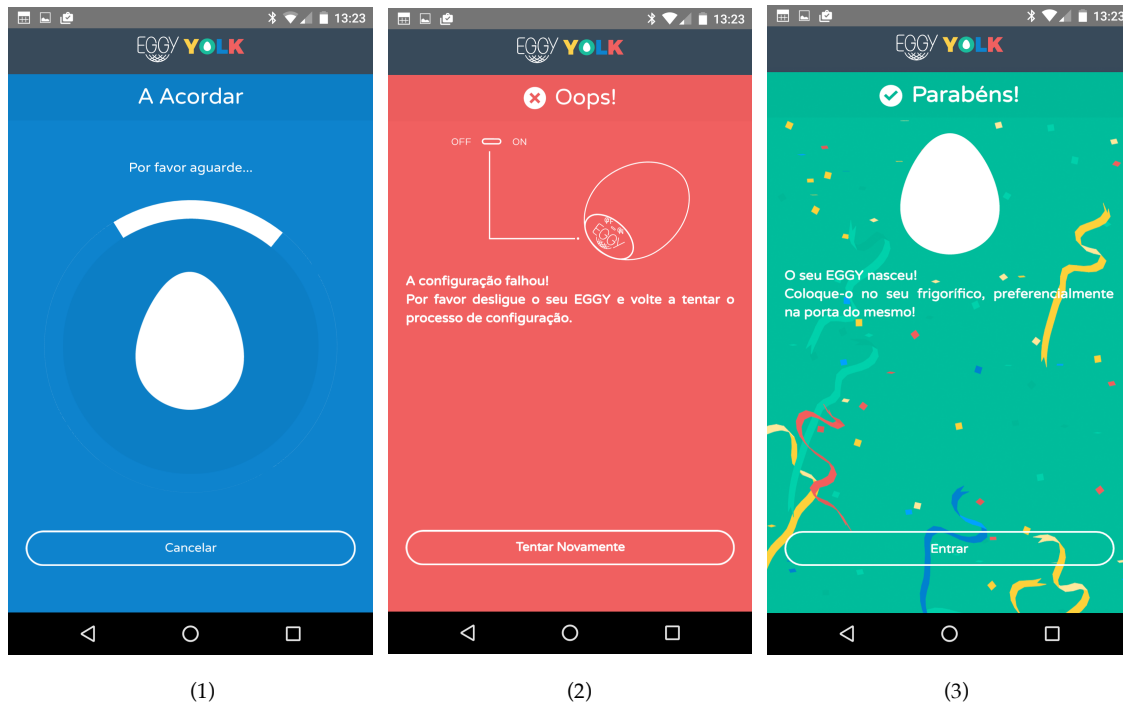 13:23
EGGY YOLK
A Acordar
Por favor aguarde...
Cancelar
(1)
13:23
EGGY YOLK
Oops!
OFF ON
OFF ON
EGGY
A configuração falhou!
Por favor desligue o seu EGGY e volte a tentar o
processo de configuração.
Tentar Novamente
(2)
13:23
EGGY YOLK
Parabéns!
O seu EGGY nasceu!
Coloque-o no seu frigorífico, preferencialmente
na porta do mesmo!
Entrar
(3)